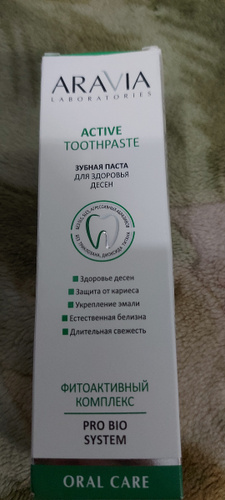 ARAVIA
LABORATORIES
ACTIVE
TOOTHPASTE
ЗУБНАЯ ПАСТА
ДЛЯ ЗДОРОВЬЯ
ДЕСЕН
Здоровье десен
Защита от кариеса
Укрепление эмали
Естественная белизна
Длительная свежесть
ФИТОАКТИВНЫЙ
КОМПЛЕКС
PRO BIO
SYSTEM
ORAL CARE